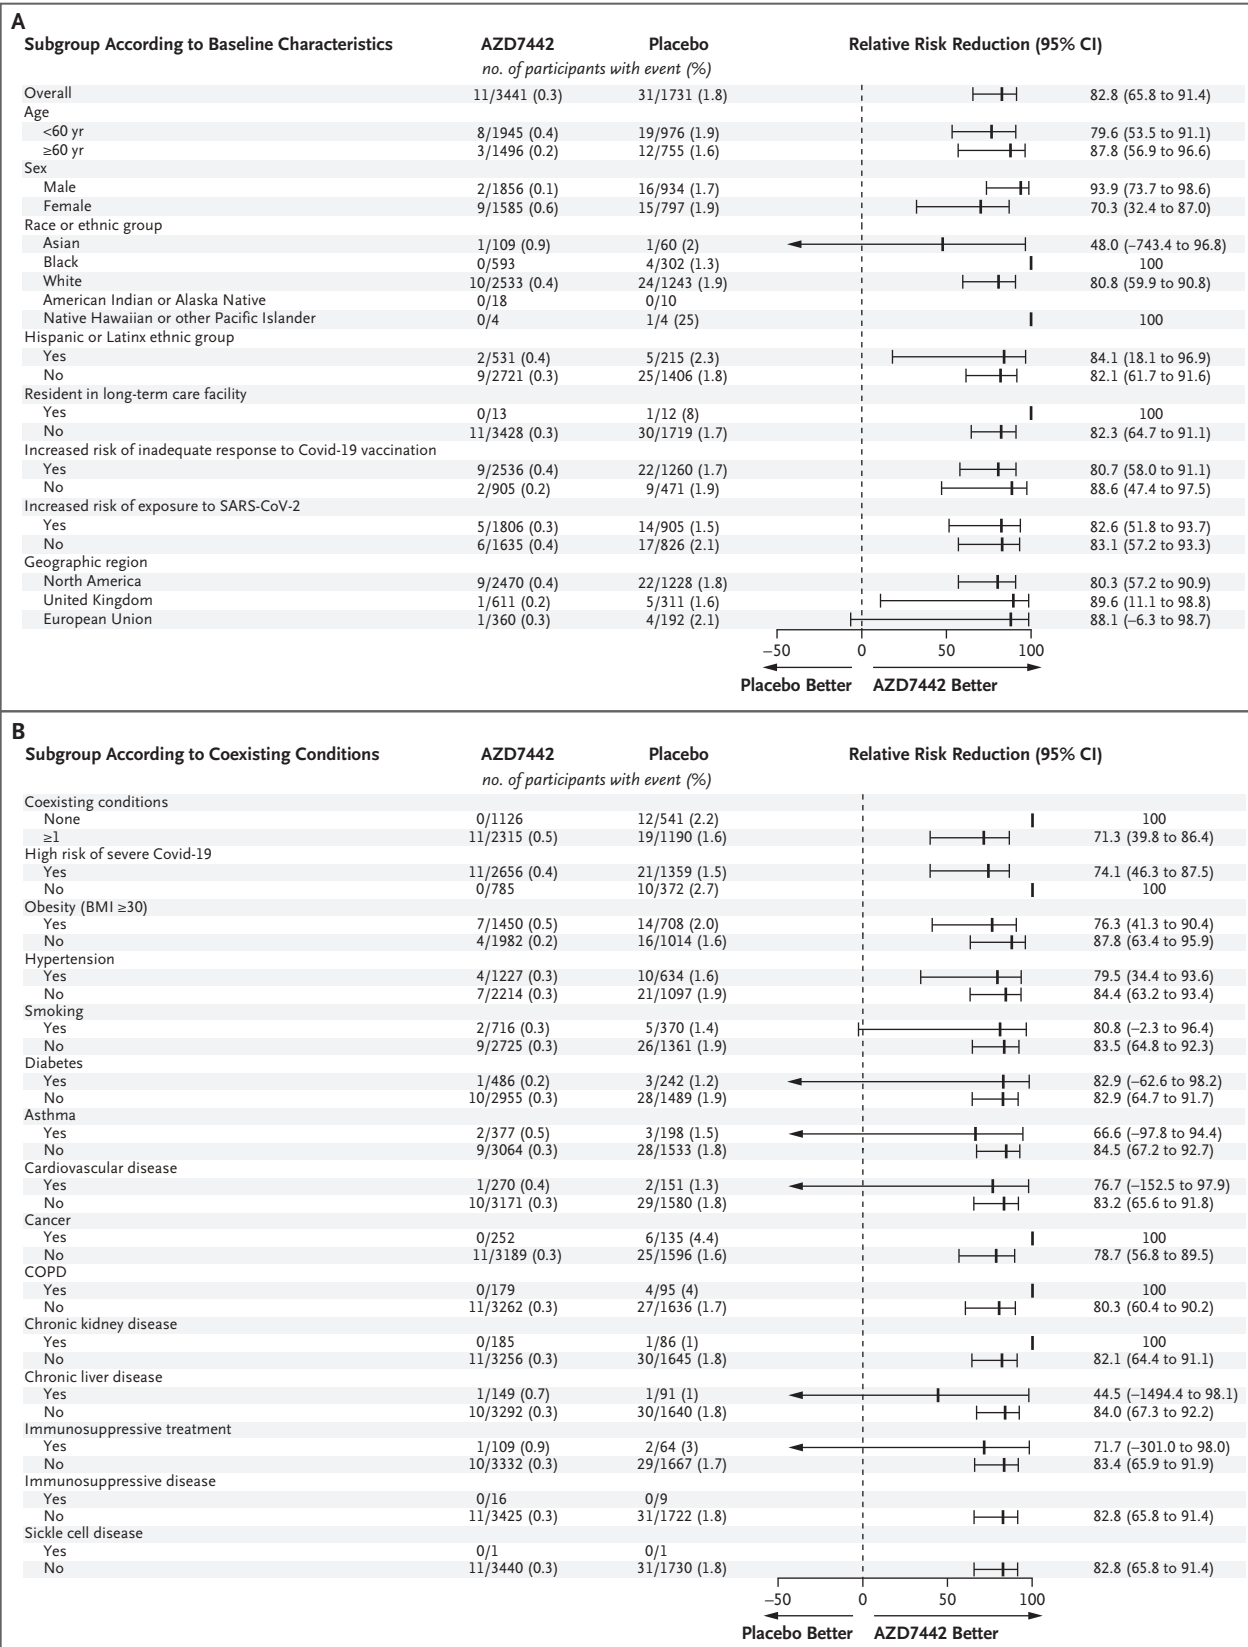 A
Subgroup According to Baseline Characteristics AZD7442 Placebo Relative Risk Reduction (95% CI)
no. of participants with event (%)
Overall 11/3441 (0.3) 31/1731 (1.8) 82.8 (65.8 to 91.4)
Age
<60 yr 8/1945 (0.4) 19/976 (1.9) 79.6 (53.5 to 91.1)
≥60 yr 3/1496 (0.2) 12/755 (1.6) 87.8 (56.9 to 96.6)
Sex
Male 2/1856 (0.1) 16/934 (1.7) 93.9 (73.7 to 98.6)
Female 9/1585 (0.6) 15/797 (1.9) 70.3 (32.4 to 87.0)
Race or ethnic group
Asian 1/109 (0.9) 1/60 (2) 48.0 (–743.4 to 96.8)
Black 0/593 4/302 (1.3) 100
White 10/2533 (0.4) 24/1243 (1.9) 80.8 (59.9 to 90.8)
American Indian or Alaska Native 0/18 0/10
Native Hawaiian or other Pacific Islander 0/4 1/4 (25) 100
Hispanic or Latinx ethnic group
Yes 2/531 (0.4) 5/215 (2.3) 84.1 (18.1 to 96.9)
No 9/2721 (0.3) 25/1406 (1.8) 82.1 (61.7 to 91.6)
Resident in long-term care facility
Yes 0/13 1/12 (8) 100
No 11/3428 (0.3) 30/1719 (1.7) 82.3 (64.7 to 91.1)
Increased risk of inadequate response to Covid-19 vaccination
Yes 9/2536 (0.4) 22/1260 (1.7) 80.7 (58.0 to 91.1)
No 2/905 (0.2) 9/471 (1.9) 88.6 (47.4 to 97.5)
Increased risk of exposure to SARS-CoV-2
Yes 5/1806 (0.3) 14/905 (1.5) 82.6 (51.8 to 93.7)
No 6/1635 (0.4) 17/826 (2.1) 83.1 (57.2 to 93.3)
Geographic region
North America 9/2470 (0.4) 22/1228 (1.8) 80.3 (57.2 to 90.9)
United Kingdom 1/611 (0.2) 5/311 (1.6) 89.6 (11.1 to 98.8)
European Union 1/360 (0.3) 4/192 (2.1) 88.1 (–6.3 to 98.7)
–50 0 50 100
Placebo Better AZD7442 Better
B
Subgroup According to Coexisting Conditions AZD7442 Placebo Relative Risk Reduction (95% CI)
no. of participants with event (%)
Coexisting conditions
None 0/1126 12/541 (2.2) 100
≥1 11/2315 (0.5) 19/1190 (1.6) 71.3 (39.8 to 86.4)
High risk of severe Covid-19
Yes 11/2656 (0.4) 21/1359 (1.5) 74.1 (46.3 to 87.5)
No 0/785 10/372 (2.7) 100
Obesity (BMI ≥30)
Yes 7/1450 (0.5) 14/708 (2.0) 76.3 (41.3 to 90.4)
No 4/1982 (0.2) 16/1014 (1.6) 87.8 (63.4 to 95.9)
Hypertension
Yes 4/1227 (0.3) 10/634 (1.6) 79.5 (34.4 to 93.6)
No 7/2214 (0.3) 21/1097 (1.9) 84.4 (63.2 to 93.4)
Smoking
Yes 2/716 (0.3) 5/370 (1.4) 80.8 (–2.3 to 96.4)
No 9/2725 (0.3) 26/1361 (1.9) 83.5 (64.8 to 92.3)
Diabetes
Yes 1/486 (0.2) 3/242 (1.2) 82.9 (–62.6 to 98.2)
No 10/2955 (0.3) 28/1489 (1.9) 82.9 (64.7 to 91.7)
Asthma
Yes 2/377 (0.5) 3/198 (1.5) 66.6 (–97.8 to 94.4)
No 9/3064 (0.3) 28/1533 (1.8) 84.5 (67.2 to 92.7)
Cardiovascular disease
Yes 1/270 (0.4) 2/151 (1.3) 76.7 (–152.5 to 97.9)
No 10/3171 (0.3) 29/1580 (1.8) 83.2 (65.6 to 91.8)
Cancer
Yes 0/252 6/135 (4.4) 100
No 11/3189 (0.3) 25/1596 (1.6) 78.7 (56.8 to 89.5)
COPD
Yes 0/179 4/95 (4) 100
No 11/3262 (0.3) 27/1636 (1.7) 80.3 (60.4 to 90.2)
Chronic kidney disease
Yes 0/185 1/86 (1) 100
No 11/3256 (0.3) 30/1645 (1.8) 82.1 (64.4 to 91.1)
Chronic liver disease
Yes 1/149 (0.7) 1/91 (1) 44.5 (–1494.4 to 98.1)
No 10/3292 (0.3) 30/1640 (1.8) 84.0 (67.3 to 92.2)
Immunosuppressive treatment
Yes 1/109 (0.9) 2/64 (3) 71.7 (–301.0 to 98.0)
No 10/3332 (0.3) 29/1667 (1.7) 83.4 (65.9 to 91.9)
Immunosuppressive disease
Yes 0/16 0/9
No 11/3425 (0.3) 31/1722 (1.8) 82.8 (65.8 to 91.4)
Sickle cell disease
Yes 0/1 0/1
No 11/3440 (0.3) 31/1730 (1.8) 82.8 (65.8 to 91.4)
–50 0 50 100
Placebo Better AZD7442 Better